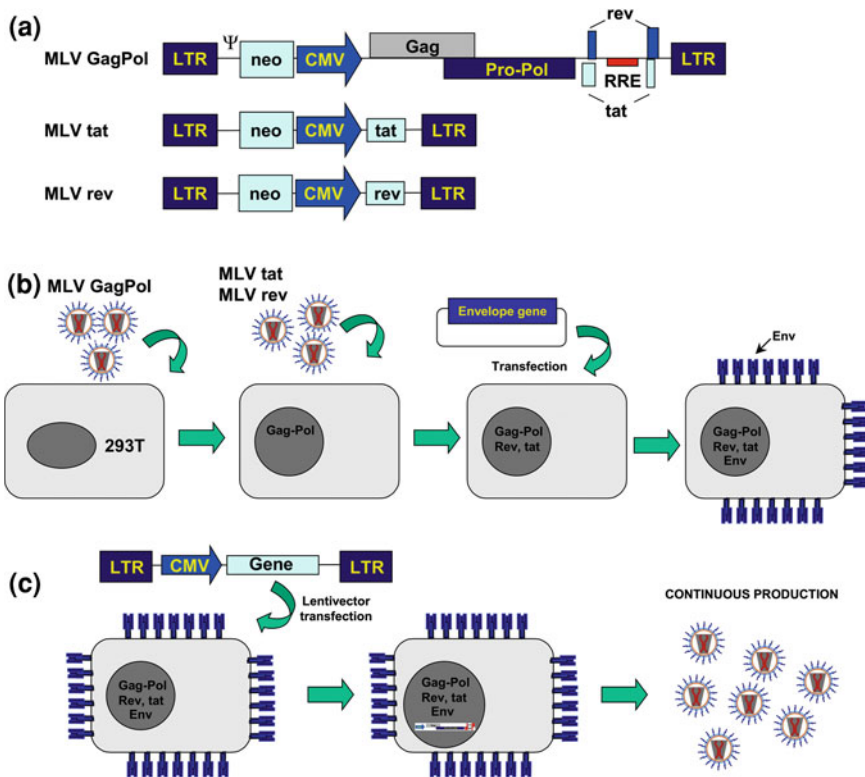 (a)
rev
MLV GagPol LTR Ψ neo CMV Gag Pro-Pol RRE LTR
tat
MLV tat LTR neo CMV tat LTR
MLV rev LTR neo CMV rev LTR
(b)
MLV GagPol
MLV tat
MLV rev
Envelope gene
Transfection
Env
293T
Gag-Pol
Gag-Pol
Rev, tat
Gag-Pol
Rev, tat
Env
(c)
LTR CMV Gene LTR
Lentivector
transfection
CONTINUOUS PRODUCTION
Gag-Pol
Rev, tat
Env
Gag-Pol
Rev, tat
Env